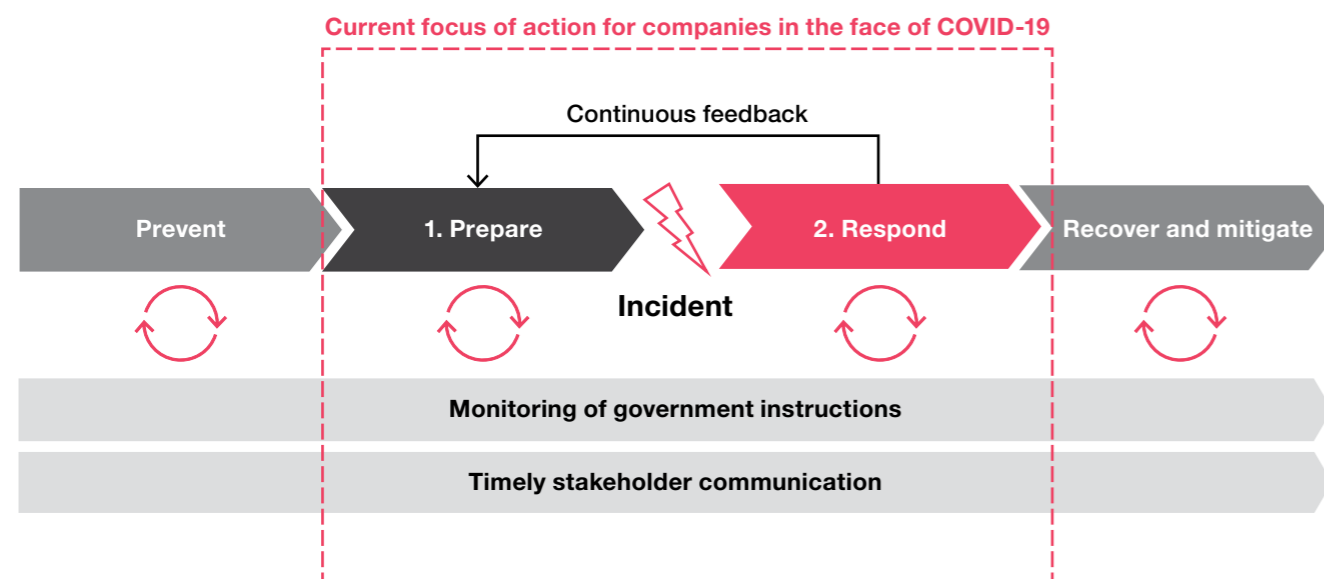 Current focus of action for companies in the face of COVID-19
Continuous feedback
Prevent
1. Prepare
2. Respond
Recover and mitigate
Incident
Monitoring of government instructions
Timely stakeholder communication